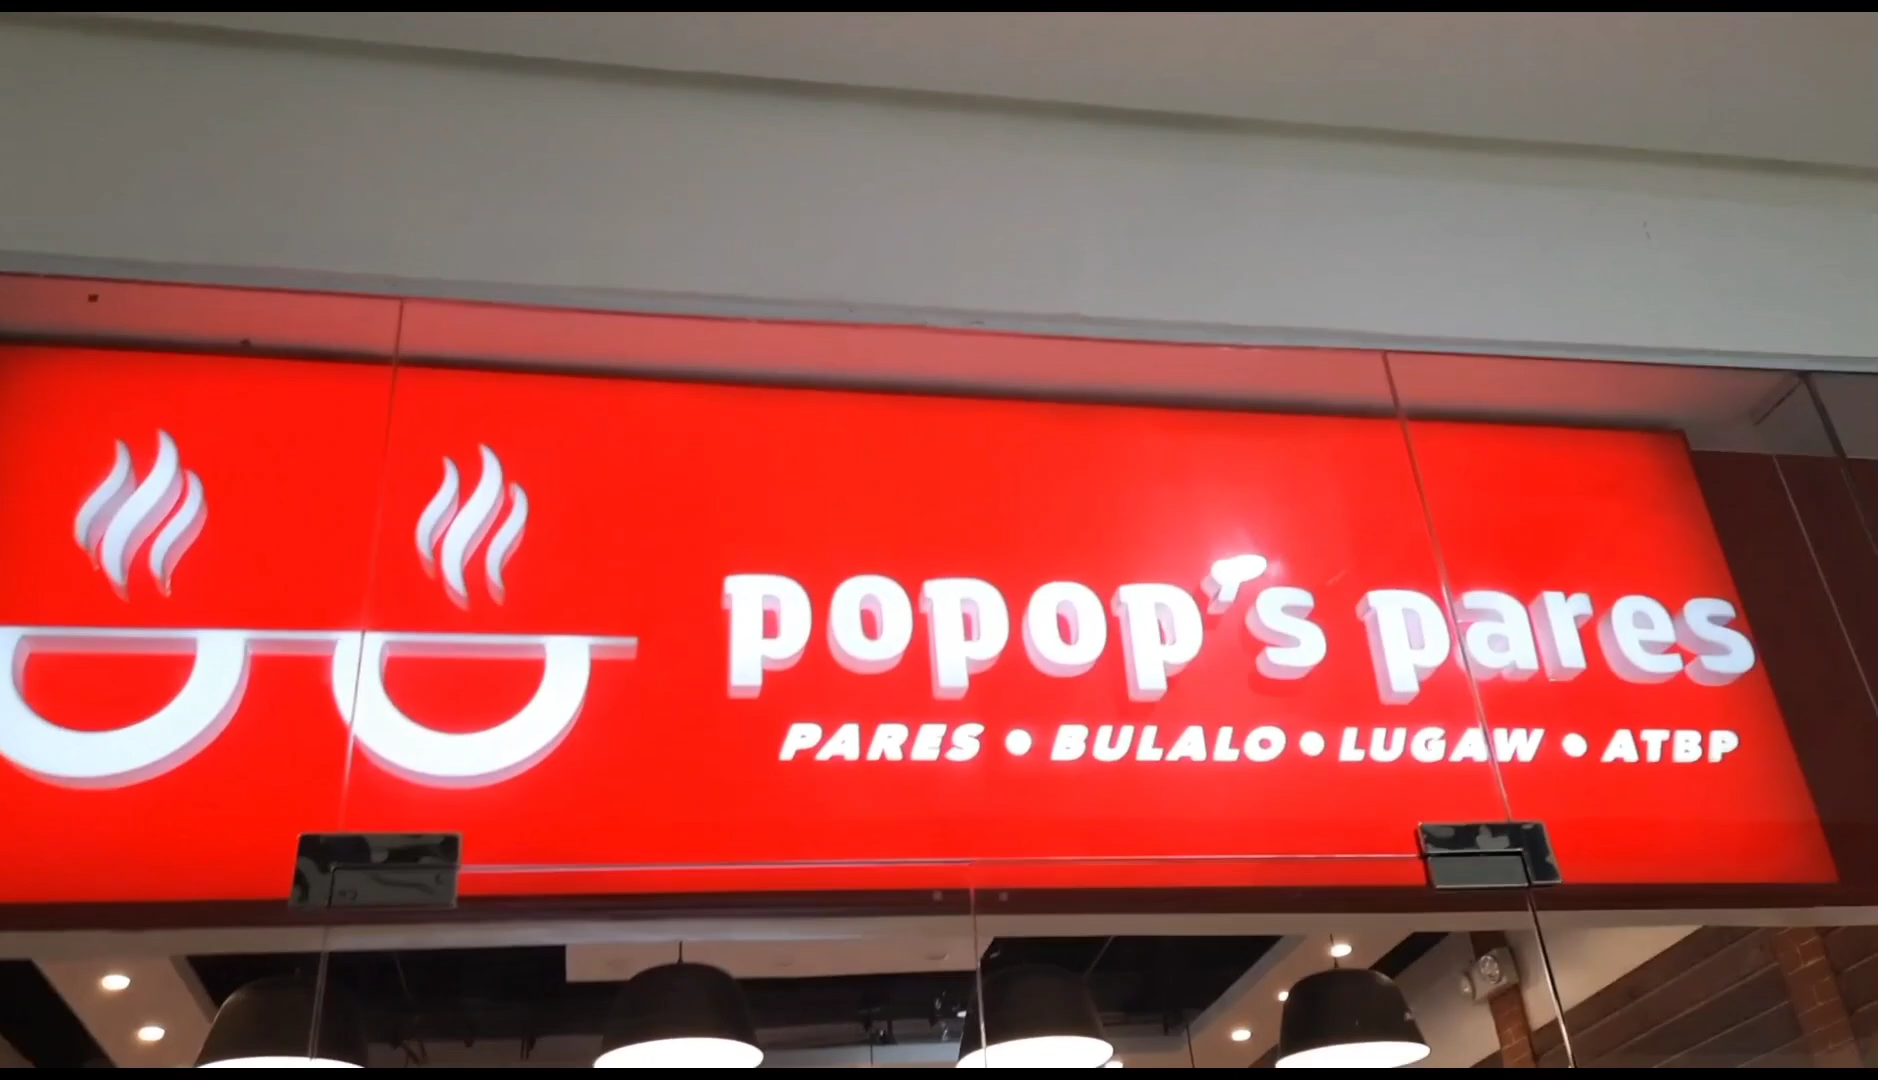 popop's pares
PARES • BULALO • LUGAW • ATBP